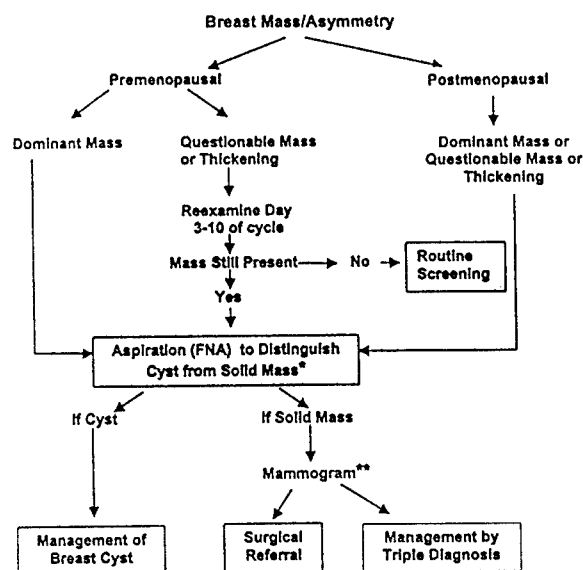 Breast Mass/Asymmetry
Premenopausal
Postmenopausal
Dominant Mass
Questionable Mass
or Thickening
Dominant Mass or
Questionable Mass or
Thickening
Reexamine Day
3-10 of cycle
Mass Still Present
No
Routine
Screening
Yes
Aspiration (FNA) to Distinguish
Cyst from Solid Mass*
If Cyst
If Solid Mass
Mammogram**
Management of
Breast Cyst
Surgical
Referral
Management by
Triple Diagnosis